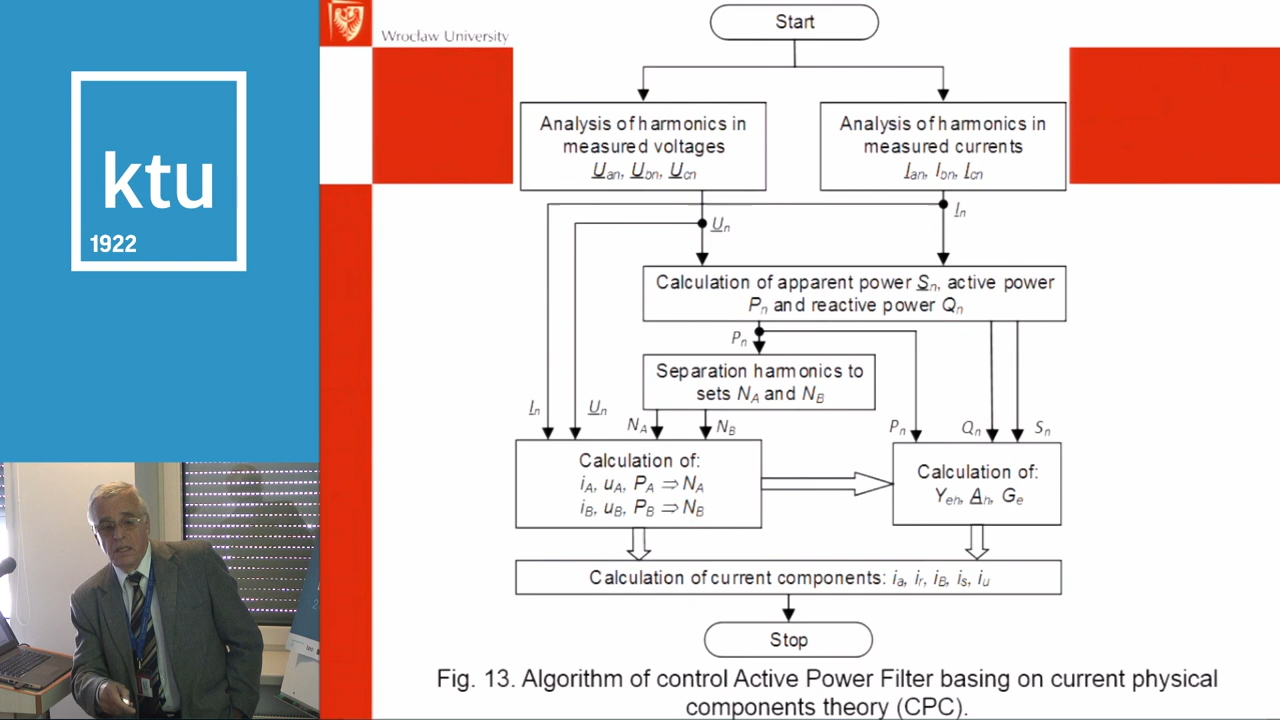 ktu
1922
Wrocław University
Start
Analysis of harmonics in
measured voltages
Uan, Ubn, Ucn
Analysis of harmonics in
measured currents
Ian, Ibn, Icn
In
Un
Calculation of apparent power Sn, active power
Pn and reactive power Qn
Pn
Separation harmonics to
sets NA and NB
In
Un
NA
NB
Pn
Qn
Sn
Calculation of:
iA, uA, PA ⇒ NA
iB, uB, PB ⇒ NB
Calculation of:
Yen, An, Ge
Calculation of current components: ia, ir, iB, is, iu
Stop
Fig. 13. Algorithm of control Active Power Filter basing on current physical
components theory (CPC).